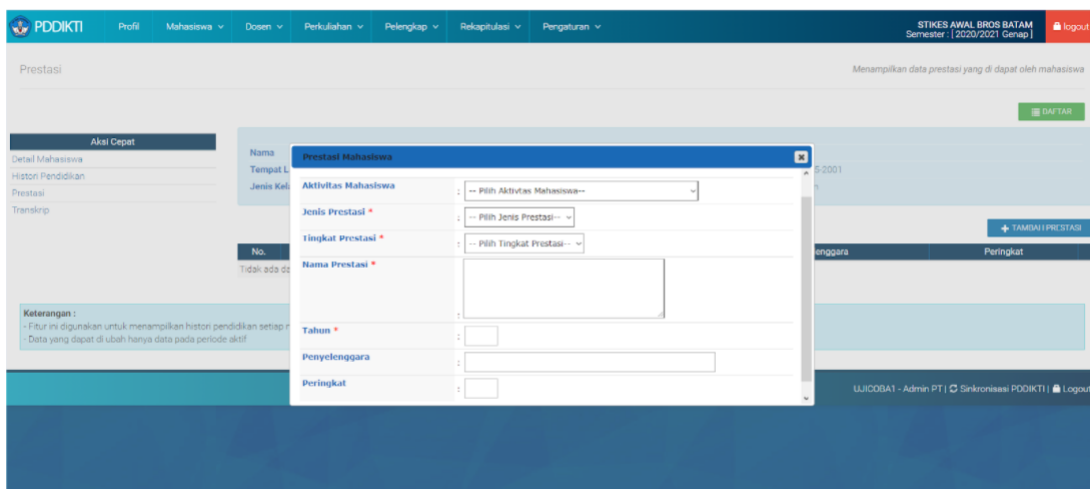 PDDIKTI Profil Mahasiswa Dosen Perkuliahan Pelengkap Rekapitulasi Pengaturan
STIKES AWAL BROS BATAM
Semester : [ 2020/2021 Genap ]
logout
Prestasi
Menampilkan data prestasi yang di dapat oleh mahasiswa
DAFTAR
Aksi Cepat
Detail Mahasiswa
Histori Pendidikan
Prestasi
Transkrip
Nama
Tempat L
Jenis Kela
5-2001
Prestasi Mahasiswa
Aktivitas Mahasiswa : -- Pilih Aktivtas Mahasiswa--
Jenis Prestasi * : -- Pilih Jenis Prestasi--
Tingkat Prestasi * : -- Pilih Tingkat Prestasi--
Nama Prestasi * :
Tahun * :
Penyelenggara :
Peringkat :
+ TAMBAH PRESTASI
No.
enggara
Peringkat
Tidak ada da
Keterangan :
- Fitur ini digunakan untuk menampilkan histori pendidikan setiap m
- Data yang dapat di ubah hanya data pada periode aktif
UJICOBA1 - Admin PT | Sinkronisasi PDDIKTI | Logout